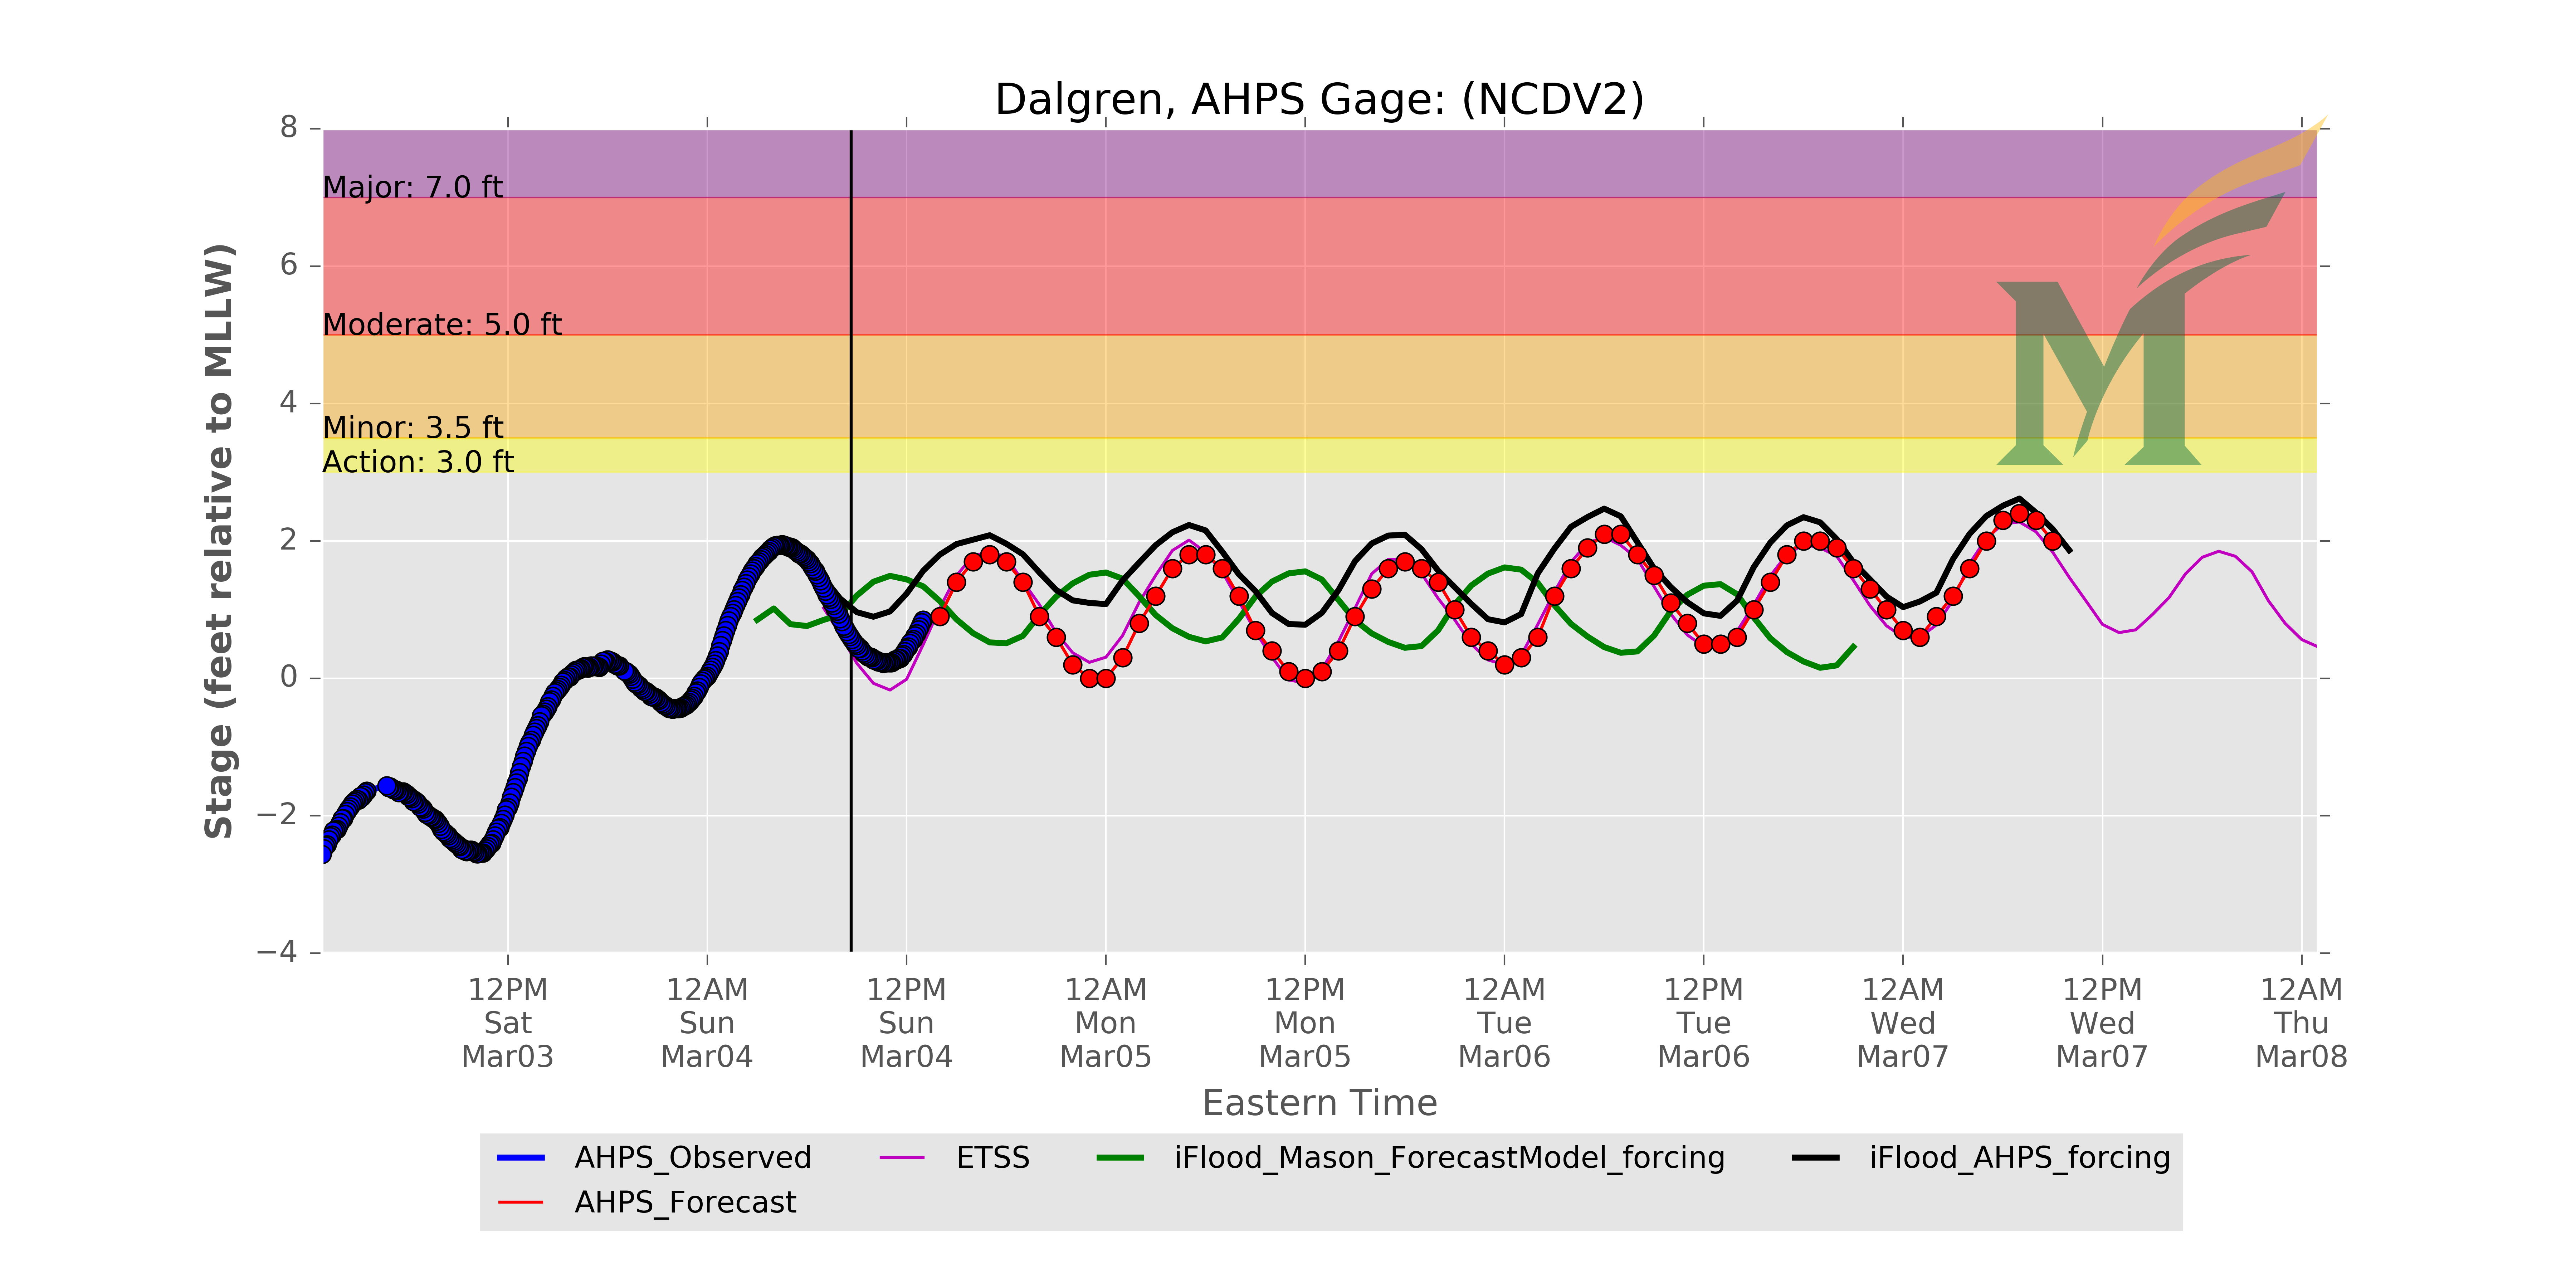 Dalgren, AHPS Gage: (NCDV2)
8
Major: 7.0 ft
6
Moderate: 5.0 ft
4
Minor: 3.5 ft
Action: 3.0 ft
2
0
−2
−4
Stage (feet relative to MLLW)
12PM 12AM 12PM 12AM 12PM 12AM 12PM 12AM 12PM 12AM
Sat Sun Sun Mon Mon Tue Tue Wed Wed Thu
Mar03 Mar04 Mar04 Mar05 Mar05 Mar06 Mar06 Mar07 Mar07 Mar08
Eastern Time
AHPS_Observed ETSS iFlood_Mason_ForecastModel_forcing iFlood_AHPS_forcing
AHPS_Forecast
M